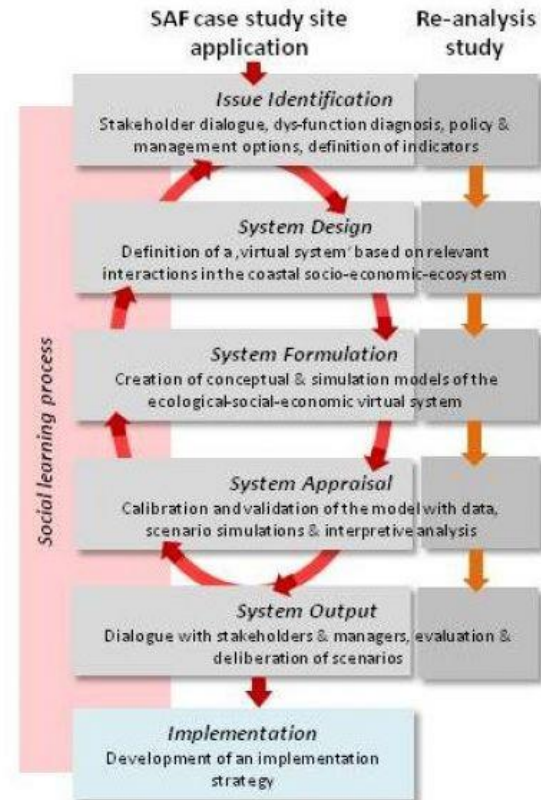 SAF case study site
application
Re-analysis
study
Social learning process
Issue Identification
Stakeholder dialogue, dys-function diagnosis, policy &
management options, definition of indicators
System Design
Definition of a ‚virtual system‘ based on relevant
interactions in the coastal socio-economic-ecosystem
System Formulation
Creation of conceptual & simulation models of the
ecological-social-economic virtual system
System Appraisal
Calibration and validation of the model with data,
scenario simulations & interpretive analysis
System Output
Dialogue with stakeholders & managers, evaluation &
deliberation of scenarios
Implementation
Development of an implementation
strategy